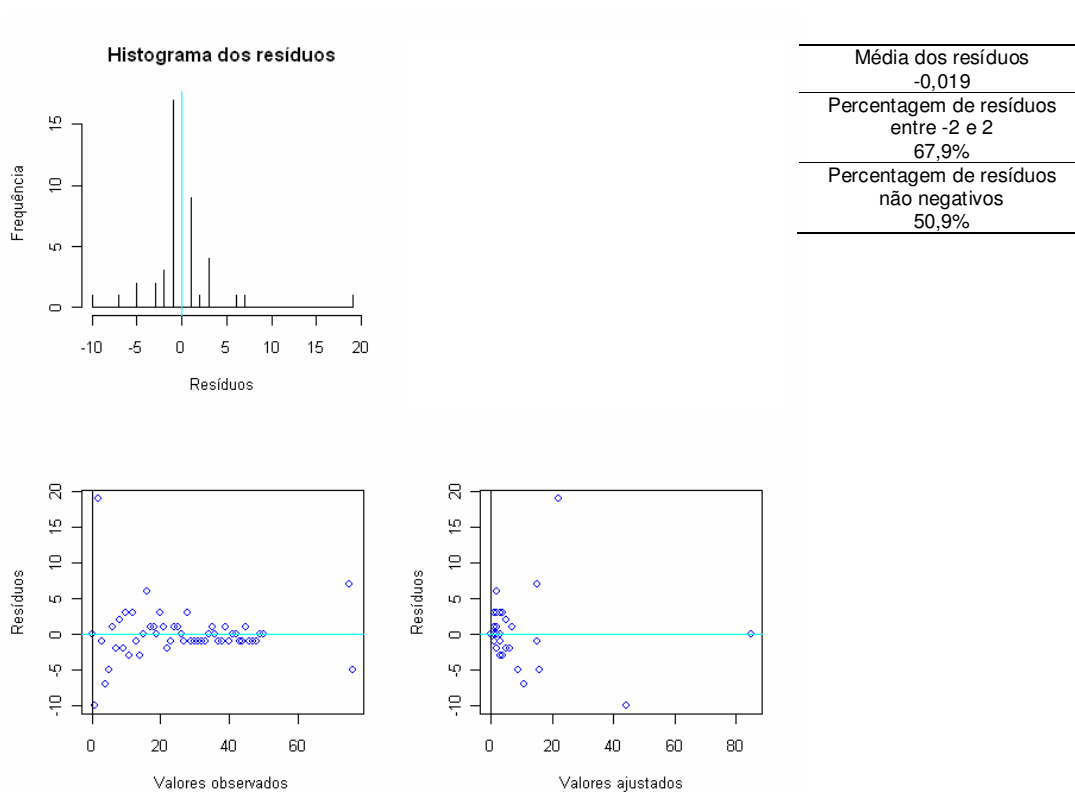 Histograma dos resíduos
Frequência
15
10
5
0
-10 -5 0 5 10 15 20
Resíduos
Média dos resíduos
-0,019
Percentagem de resíduos
entre -2 e 2
67,9%
Percentagem de resíduos
não negativos
50,9%
Resíduos
20
15
10
5
0
-5
-10
0 20 40 60
Valores observados
Resíduos
20
15
10
5
0
-5
-10
0 20 40 60 80
Valores ajustados